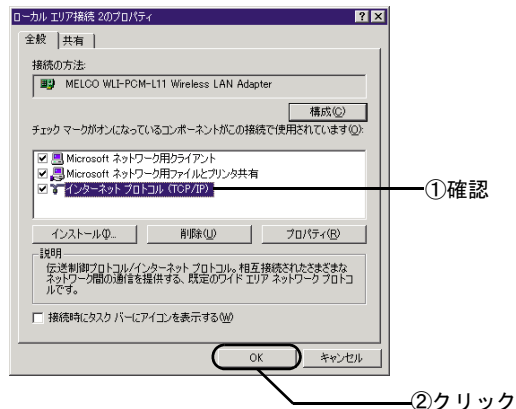 ローカル エリア接続 2のプロパティ
全般 共有
接続の方法:
MELCO WLI-PCM-L11 Wireless LAN Adapter
構成(C)
チェック マークがオンになっているコンポーネントがこの接続で使用されています(O):
Microsoft ネットワーク用クライアント
Microsoft ネットワーク用ファイルとプリンタ共有
インターネット プロトコル (TCP/IP)
①確認
インストール(I)... 削除(U) プロパティ(R)
説明
伝送制御プロトコル/インターネット プロトコル。相互接続されたさまざまな
ネットワーク間の通信を提供する、既定のワイド エリア ネットワーク プロトコ
ルです。
接続時にタスク バーにアイコンを表示する(W)
OK キャンセル
②クリック